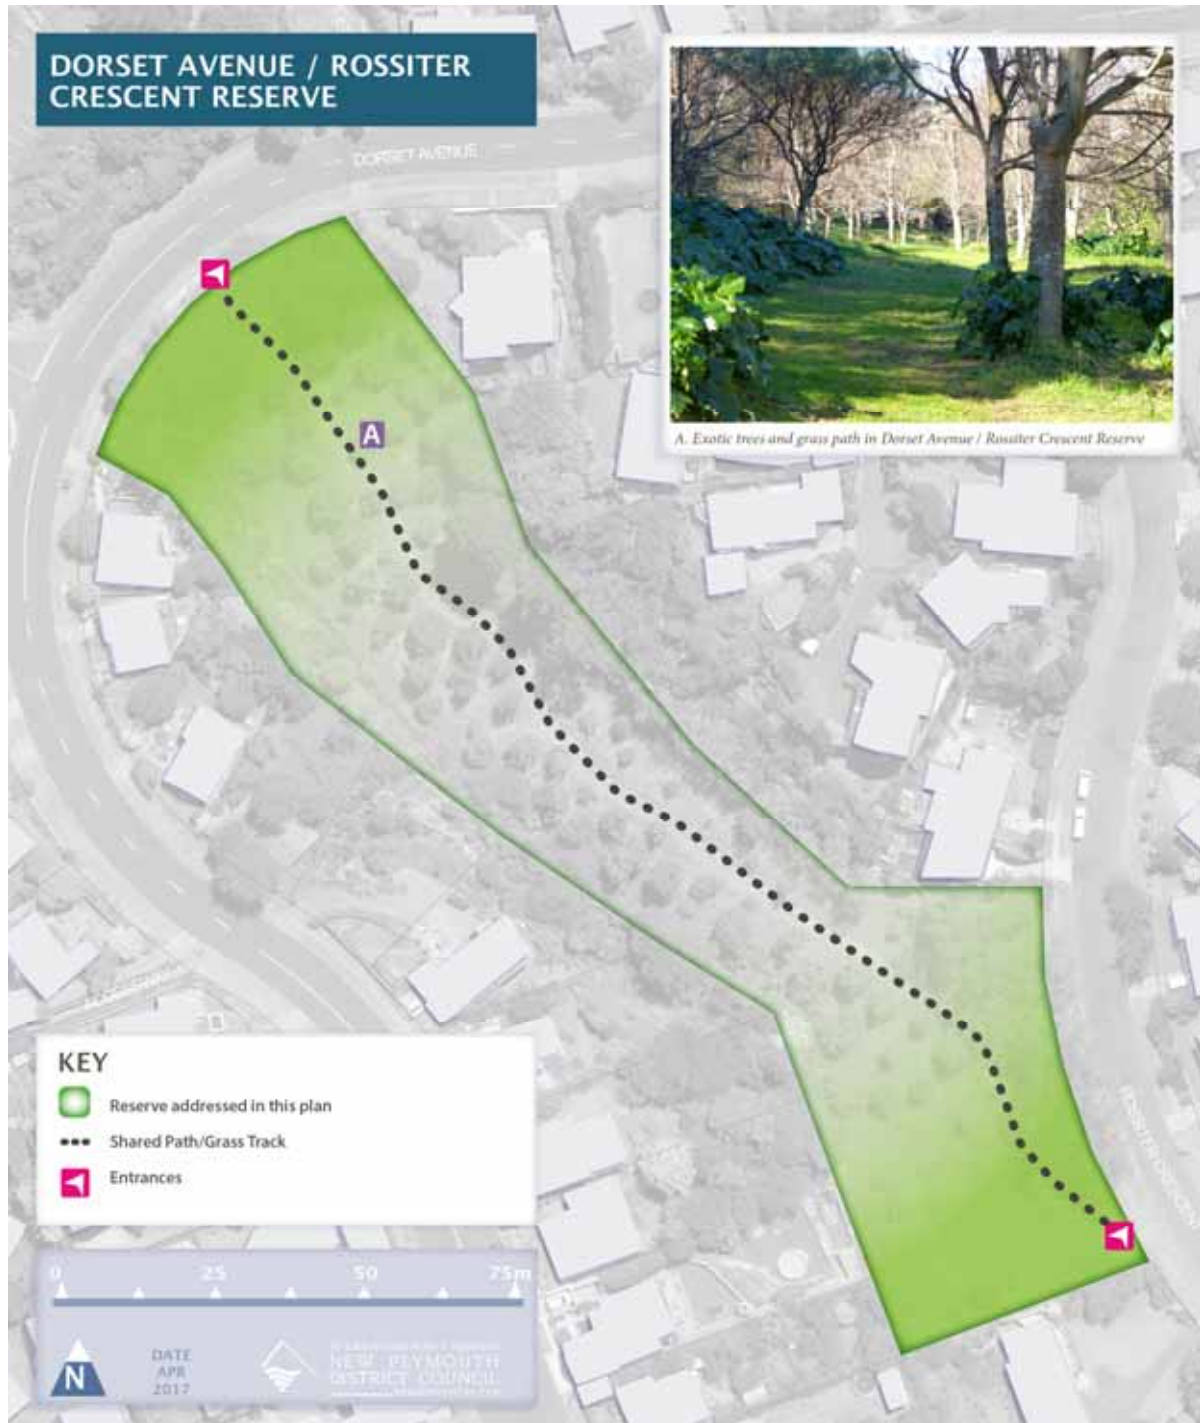 DORSET AVENUE / ROSSITER
CRESCENT RESERVE
DORSET AVENUE
A. Exotic trees and grass path in Dorset Avenue / Rossiter Crescent Reserve
A
ROSSITER CRESCENT
KEY
Reserve addressed in this plan
Shared Path/Grass Track
Entrances
0 25 50 75m
N
DATE
APR
2017
NEW PLYMOUTH
DISTRICT COUNCIL